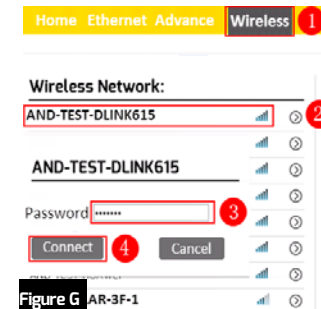 Home Ethernet Advance Wireless 1
Wireless Network:
AND-TEST-DLINK615 2
AND-TEST-DLINK615
Password ••••••• 3
Connect 4 Cancel
Figure G AR-3F-1